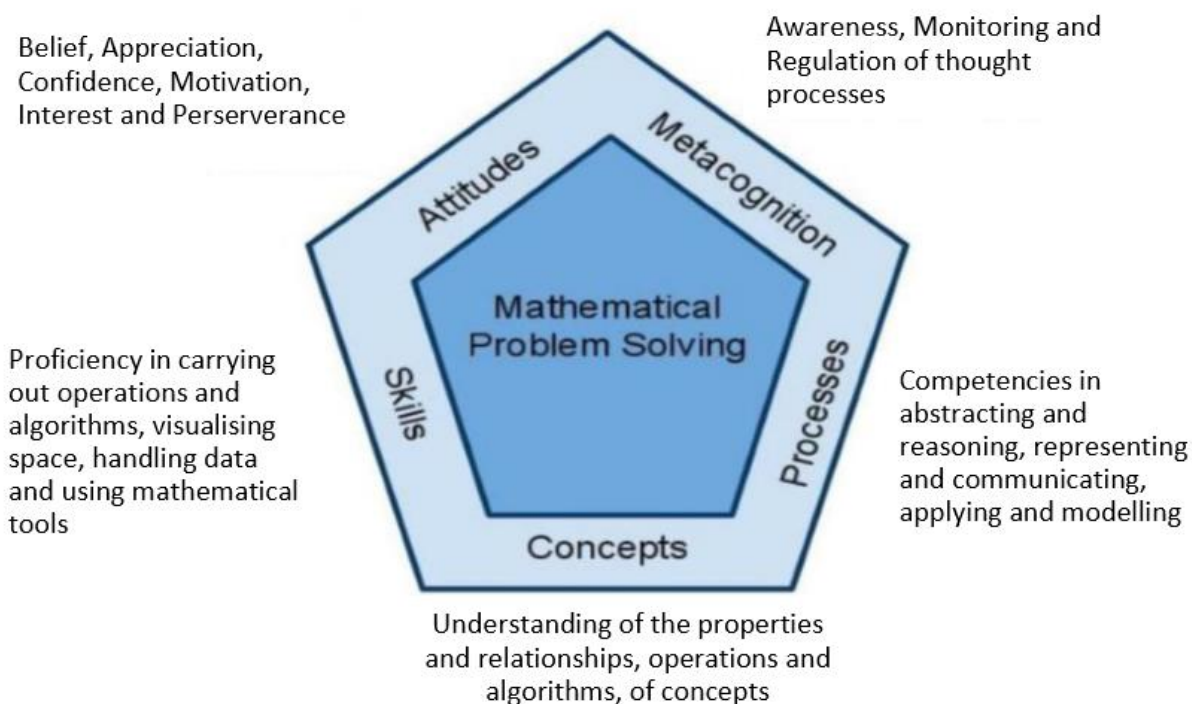 Belief, Appreciation,
Confidence, Motivation,
Interest and Perserverance
Awareness, Monitoring and
Regulation of thought
processes
Attitudes
Metacognition
Mathematical
Problem Solving
Skills
Processes
Concepts
Proficiency in carrying
out operations and
algorithms, visualising
space, handling data
and using mathematical
tools
Competencies in
abstracting and
reasoning, representing
and communicating,
applying and modelling
Understanding of the properties
and relationships, operations and
algorithms, of concepts